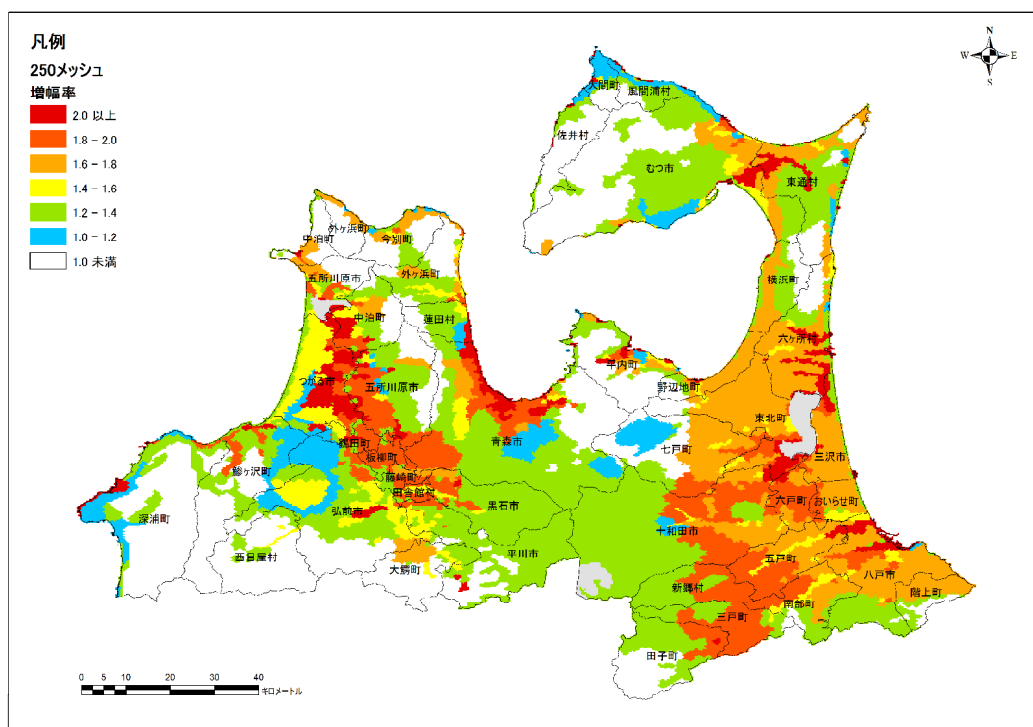 凡例
250メッシュ
増幅率
2.0 以上
1.8 – 2.0
1.6 – 1.8
1.4 – 1.6
1.2 – 1.4
1.0 – 1.2
1.0 未満
N
W E
S
大間町
風間浦村
佐井村
むつ市
東通村
外ヶ浜町
中泊町
今別町
外ヶ浜町
五所川原市
横浜町
中泊町
蓬田村
六ヶ所村
平内町
つがる市
五所川原市
野辺地町
東北町
青森市
鶴田町
七戸町
板柳町
三沢市
鰺ヶ沢町
藤崎町
田舎館村
六戸町
おいらせ町
弘前市
黒石市
深浦町
十和田市
平川市
西目屋村
五戸町
大鰐町
八戸市
新郷村
階上町
南部町
三戸町
田子町
0 5 10 20 30 40
キロメートル